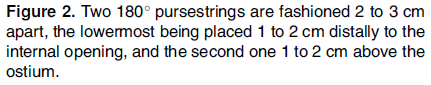 Figure 2. Two 180° pursestrings are fashioned 2 to 3 cm
apart, the lowermost being placed 1 to 2 cm distally to the
internal opening, and the second one 1 to 2 cm above the
ostium.